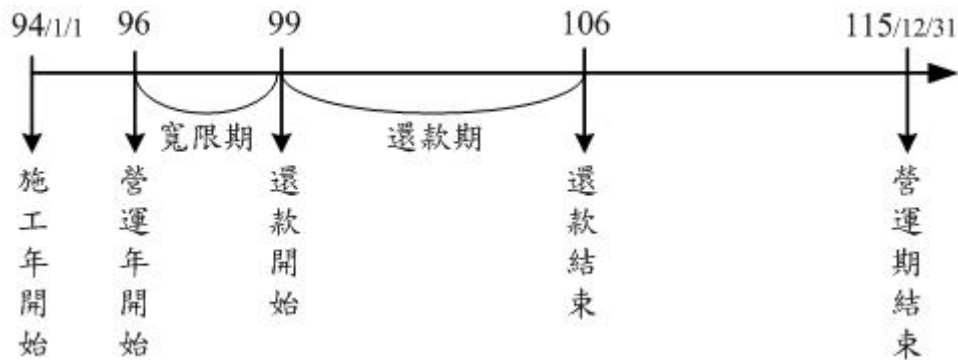 94/1/1
96
99
106
115/12/31
寬限期
還款期
施工年開始
營運年開始
還款開始
還款結束
營運期結束